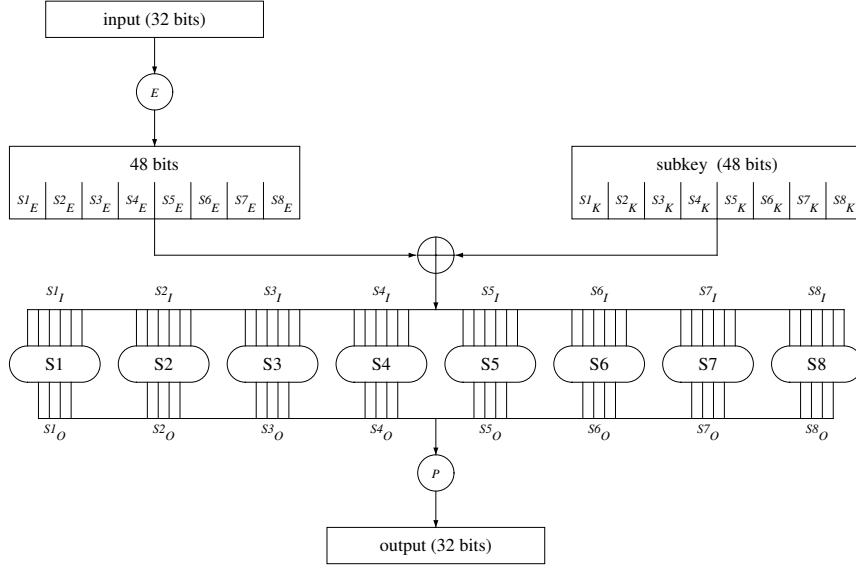 input (32 bits)
E
48 bits
subkey (48 bits)
S1E S2E S3E S4E S5E S6E S7E S8E
S1K S2K S3K S4K S5K S6K S7K S8K
S1I S2I S3I S4I S5I S6I S7I S8I
S1 S2 S3 S4 S5 S6 S7 S8
S1O S2O S3O S4O S5O S6O S7O S8O
P
output (32 bits)